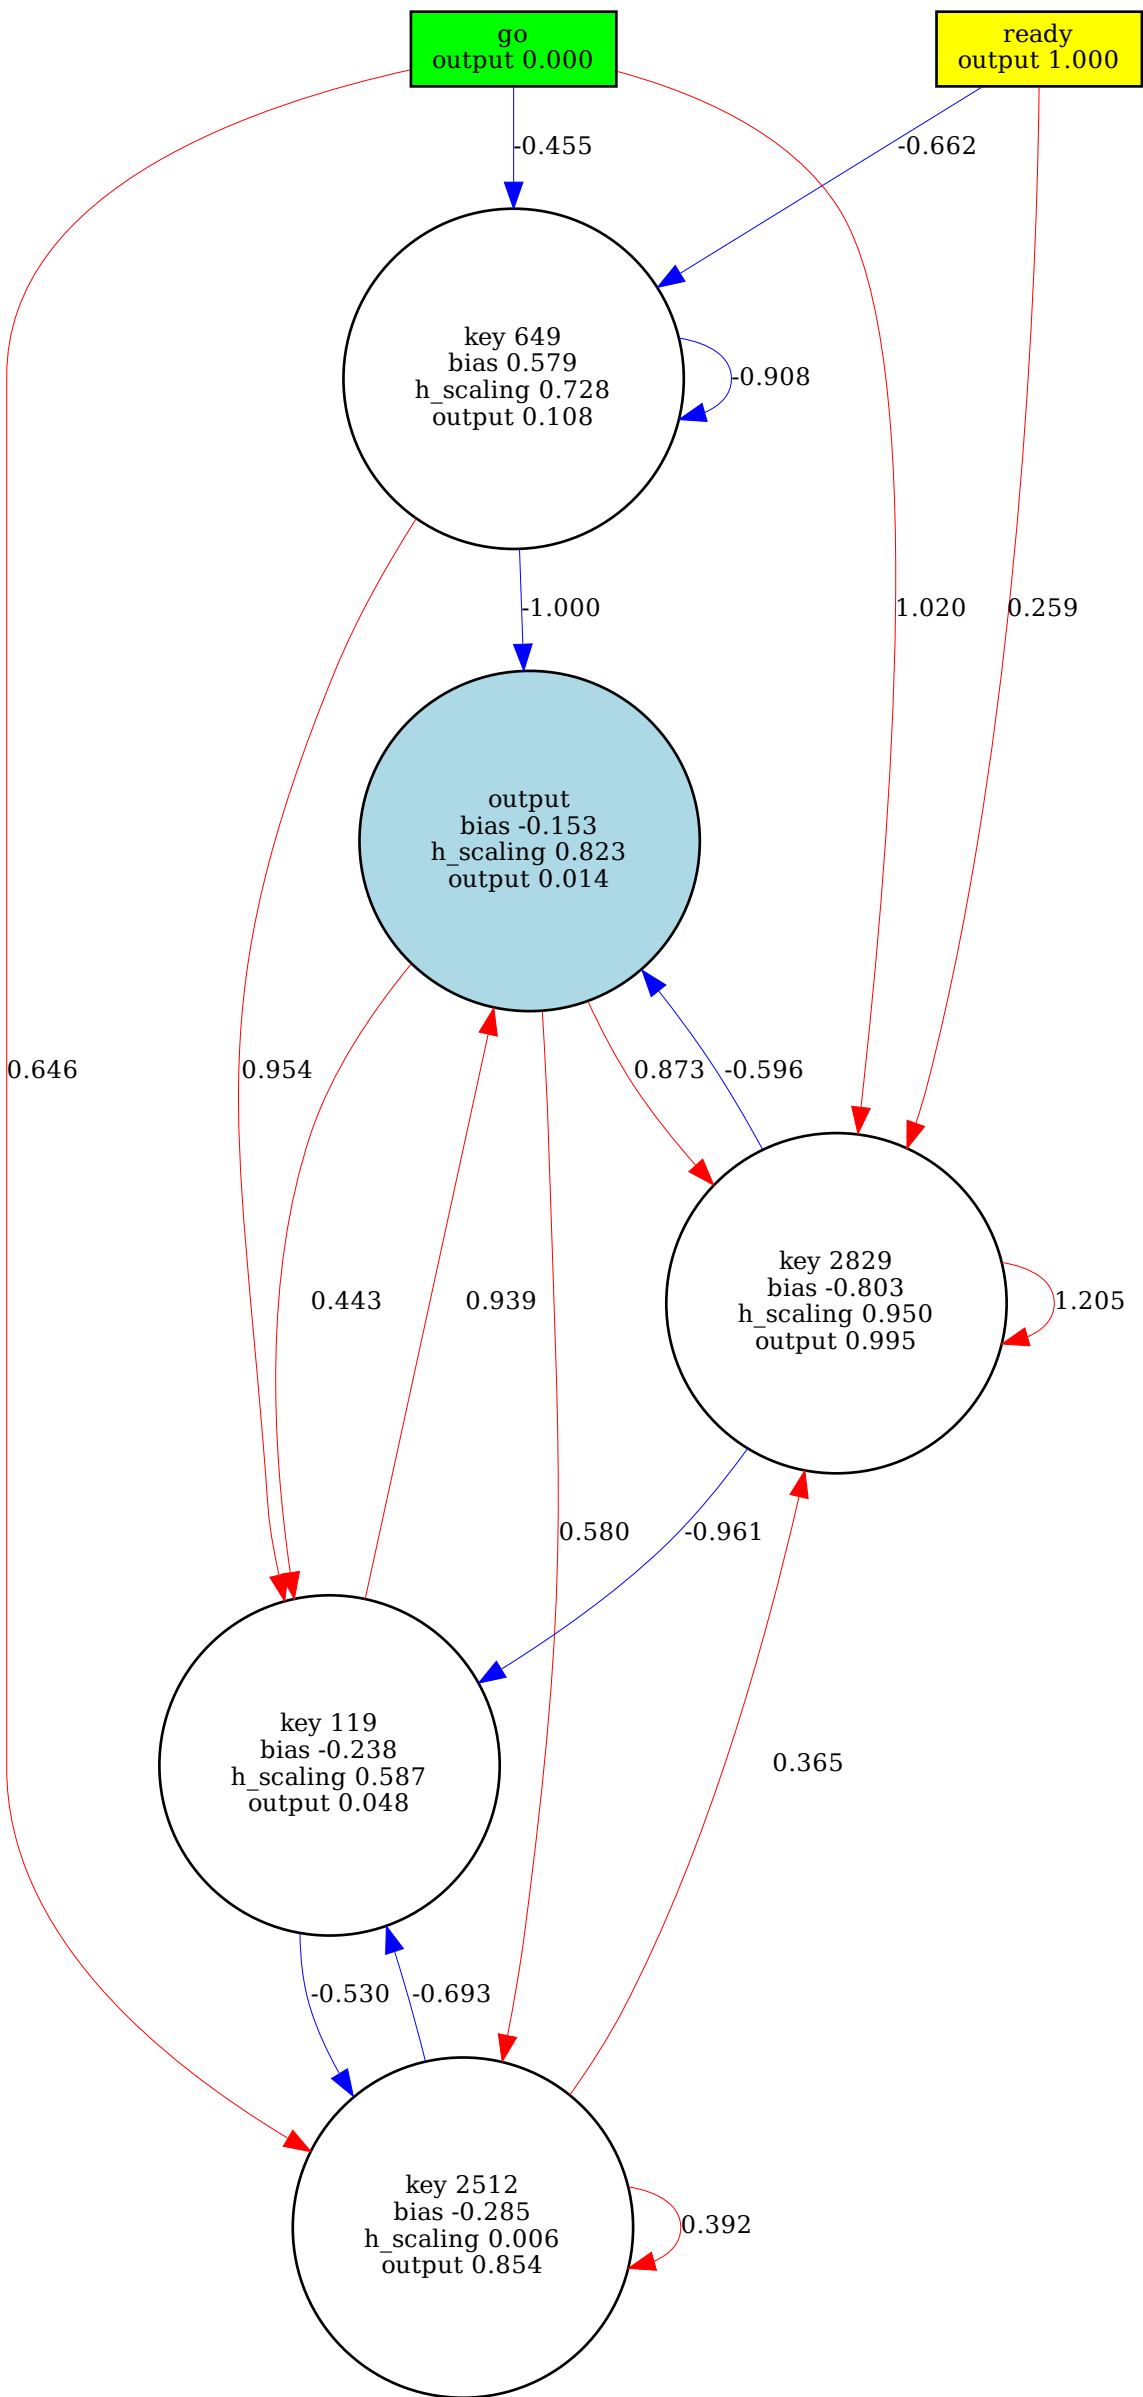 go
output 0.000
ready
output 1.000
-0.455
-0.662
key 649
bias 0.579
h_scaling 0.728
output 0.108
-0.908
-1.000
1.020
0.259
output
bias -0.153
h_scaling 0.823
output 0.014
0.646
0.954
0.873
-0.596
key 2829
bias -0.803
h_scaling 0.950
output 0.995
0.443
0.939
1.205
0.580
-0.961
key 119
bias -0.238
h_scaling 0.587
output 0.048
0.365
-0.530
-0.693
key 2512
bias -0.285
h_scaling 0.006
output 0.854
0.392